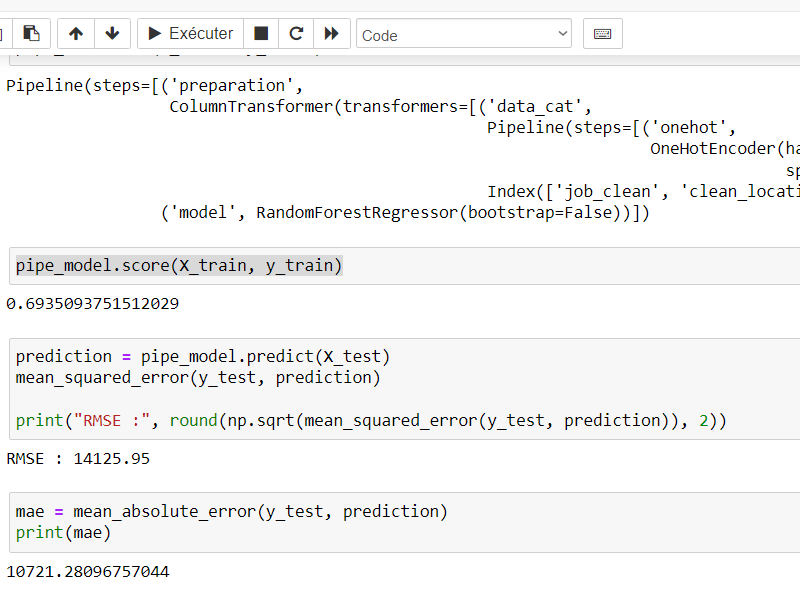 Exécuter
Code
Pipeline(steps=[('preparation',
ColumnTransformer(transformers=[('data_cat',
Pipeline(steps=[('onehot',
OneHotEncoder(ha
sp
Index(['job_clean', 'clean_locati
('model', RandomForestRegressor(bootstrap=False))])
pipe_model.score(X_train, y_train)
0.6935093751512029
prediction = pipe_model.predict(X_test)
mean_squared_error(y_test, prediction)
print("RMSE :", round(np.sqrt(mean_squared_error(y_test, prediction)), 2))
RMSE : 14125.95
mae = mean_absolute_error(y_test, prediction)
print(mae)
10721.28096757044